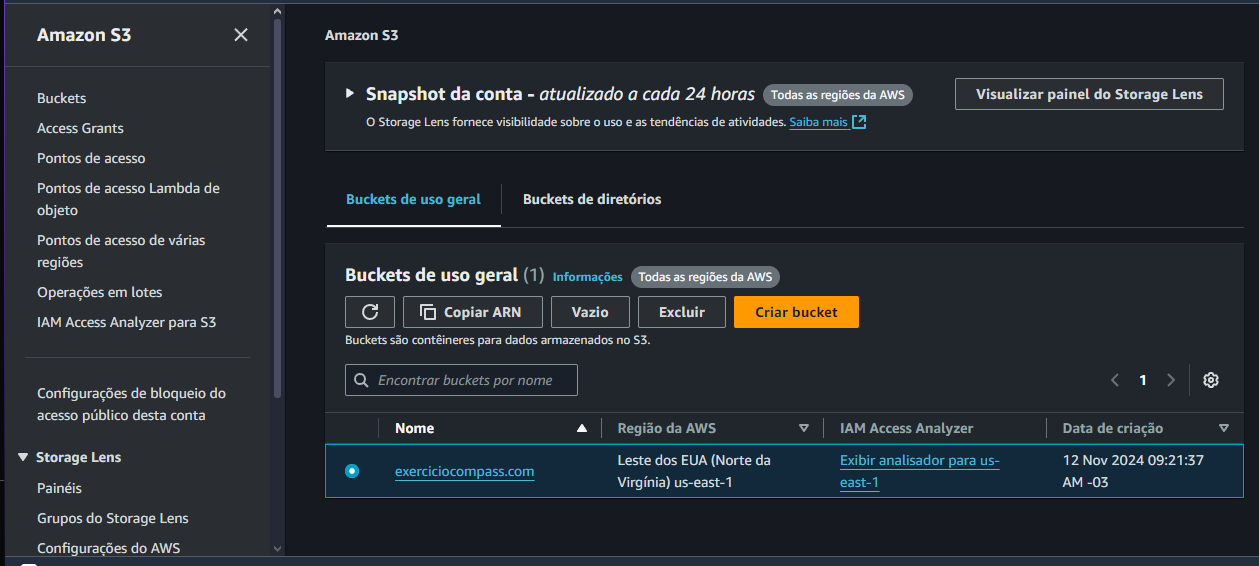 Amazon S3
Buckets
Access Grants
Pontos de acesso
Pontos de acesso Lambda de
objeto
Pontos de acesso de várias
regiões
Operações em lotes
IAM Access Analyzer para S3
Configurações de bloqueio do
acesso público desta conta
Storage Lens
Painéis
Grupos do Storage Lens
Configurações do AWS
Amazon S3
Snapshot da conta - atualizado a cada 24 horas Todas as regiões da AWS
Visualizar painel do Storage Lens
O Storage Lens fornece visibilidade sobre o uso e as tendências de atividades. Saiba mais
Buckets de uso geral Buckets de diretórios
Buckets de uso geral (1) Informações Todas as regiões da AWS
Copiar ARN Vazio Excluir Criar bucket
Buckets são contêineres para dados armazenados no S3.
Encontrar buckets por nome
1
Nome Região da AWS IAM Access Analyzer Data de criação
exerciciocompass.com
Leste dos EUA (Norte da
Virgínia) us-east-1
Exibir analisador para us-
east-1
12 Nov 2024 09:21:37
AM -03